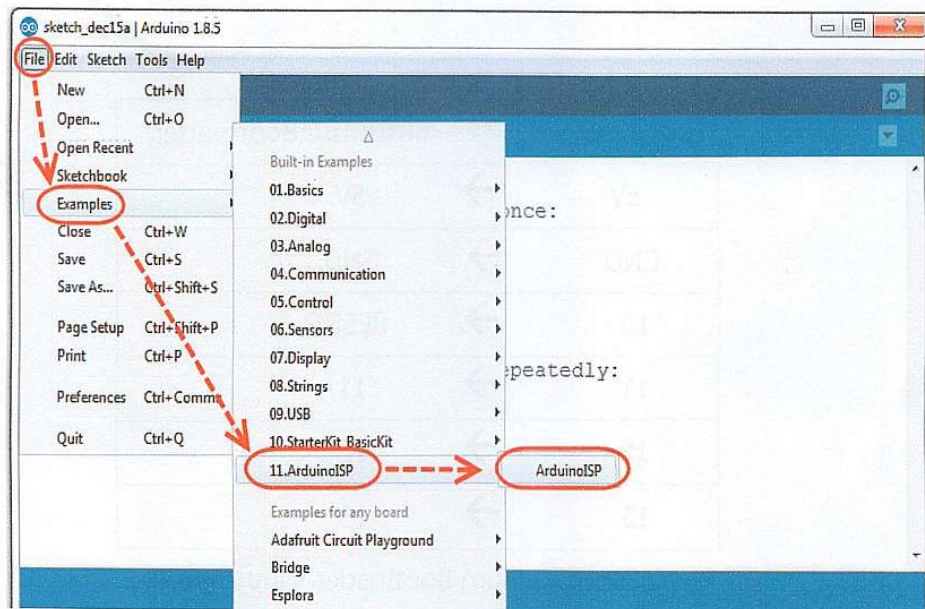 sketch_dec15a | Arduino 1.8.5
File Edit Sketch Tools Help
New Ctrl+N
Open... Ctrl+O
Open Recent
Sketchbook
Examples
Close Ctrl+W
Save Ctrl+S
Save As... Ctrl+Shift+S
Page Setup Ctrl+Shift+P
Print Ctrl+P
Preferences Ctrl+Comma
Quit Ctrl+Q
Built-in Examples
01.Basics
02.Digital
03.Analog
04.Communication
05.Control
06.Sensors
07.Display
08.Strings
09.USB
10.StarterKit_BasicKit
11.ArduinoISP
Examples for any board
Adafruit Circuit Playground
Bridge
Esplora
ArduinoISP
once:
epeatedly: